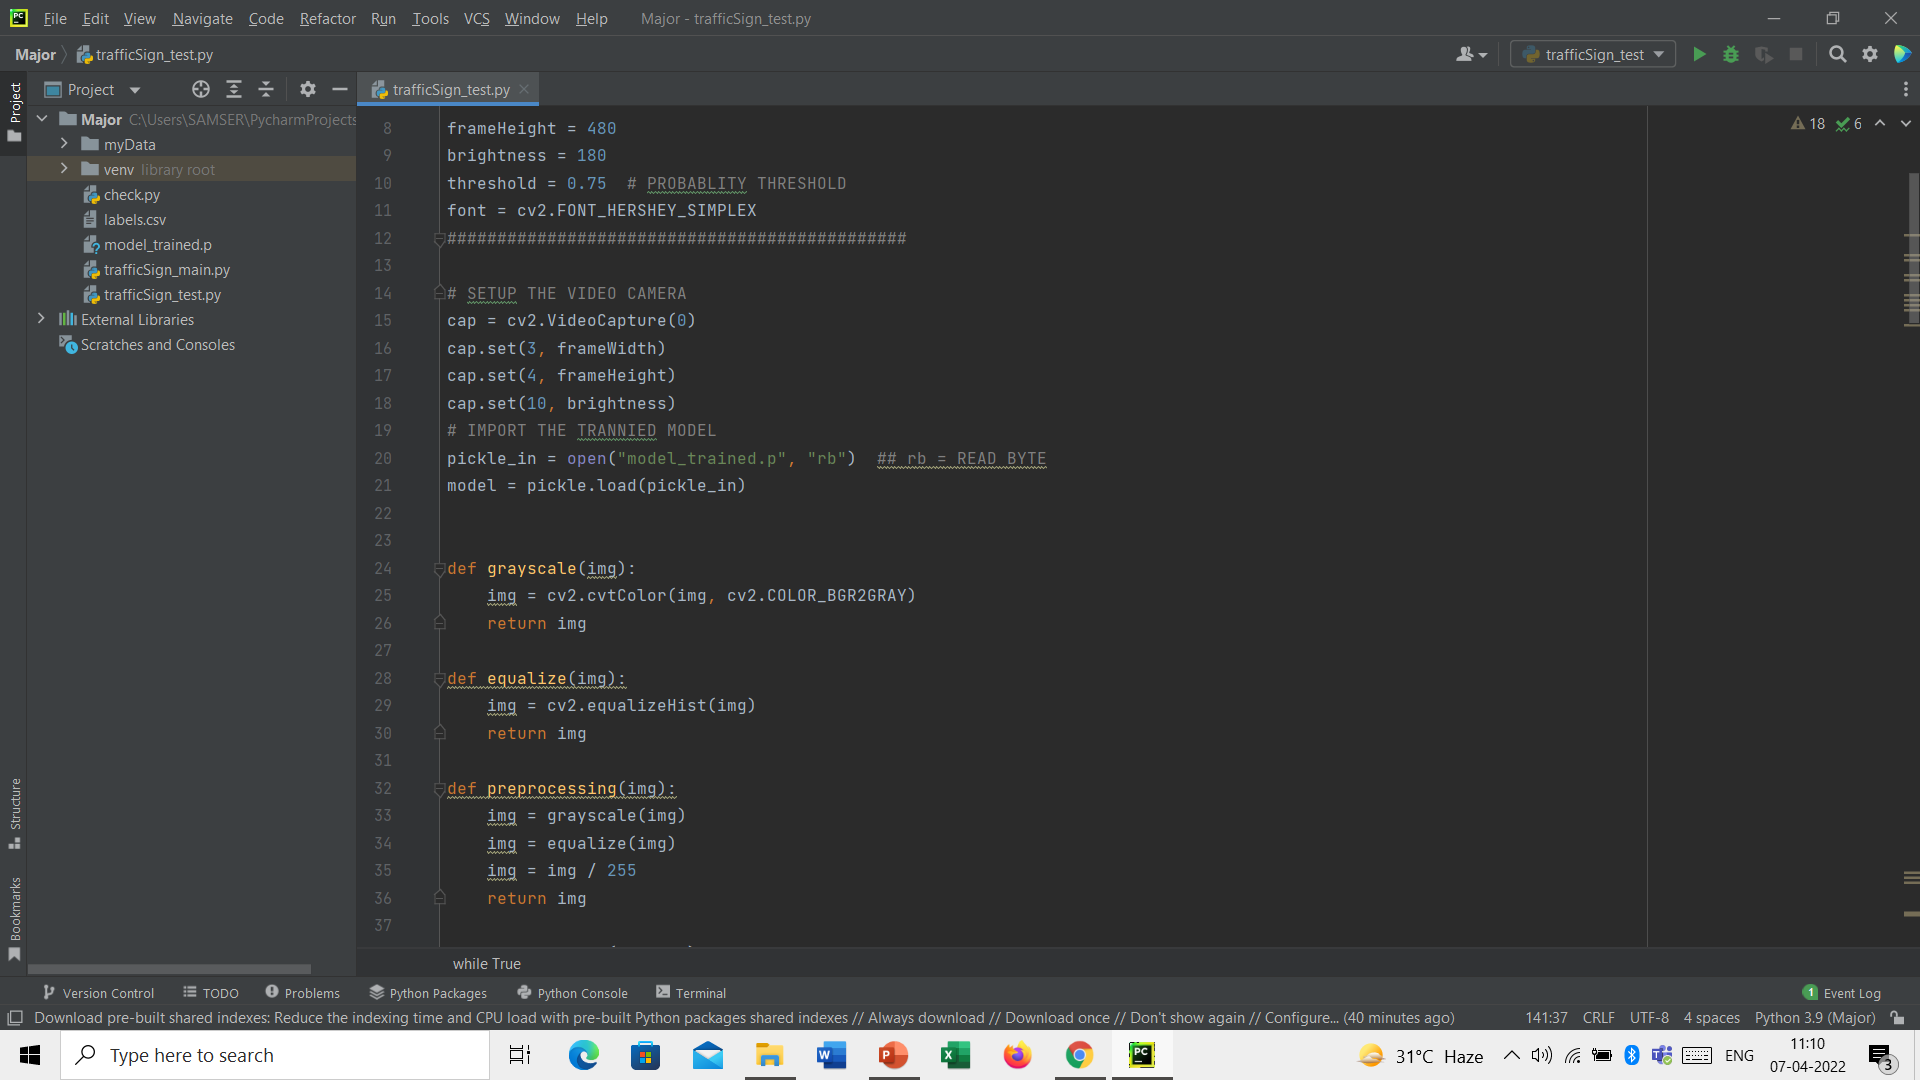 PC File Edit View Navigate Code Refactor Run Tools VCS Window Help Major - trafficSign_test.py
Major trafficSign_test.py trafficSign_test
Project
Project
trafficSign_test.py
Major C:\Users\SAMSER\PycharmProjects
myData
venv library root
check.py
labels.csv
model_trained.p
trafficSign_main.py
trafficSign_test.py
External Libraries
Scratches and Consoles
18 6
8 frameHeight = 480
9 brightness = 180
10 threshold = 0.75  # PROBABLITY THRESHOLD
11 font = cv2.FONT_HERSHEY_SIMPLEX
12 ##############################################
13
14 # SETUP THE VIDEO CAMERA
15 cap = cv2.VideoCapture(0)
16 cap.set(3, frameWidth)
17 cap.set(4, frameHeight)
18 cap.set(10, brightness)
19 # IMPORT THE TRANNIED MODEL
20 pickle_in = open("model_trained.p", "rb")  ## rb = READ BYTE
21 model = pickle.load(pickle_in)
22
23
24 def grayscale(img):
25     img = cv2.cvtColor(img, cv2.COLOR_BGR2GRAY)
26     return img
27
28 def equalize(img):
29     img = cv2.equalizeHist(img)
30     return img
31
32 def preprocessing(img):
33     img = grayscale(img)
34     img = equalize(img)
35     img = img / 255
36     return img
37
while True
Structure
Bookmarks
Version Control TODO Problems Python Packages Python Console Terminal 1 Event Log
Download pre-built shared indexes: Reduce the indexing time and CPU load with pre-built Python packages shared indexes // Always download // Download once // Don't show again // Configure... (40 minutes ago) 141:37 CRLF UTF-8 4 spaces Python 3.9 (Major)
Type here to search
31°C Haze ENG
11:10
07-04-2022
3